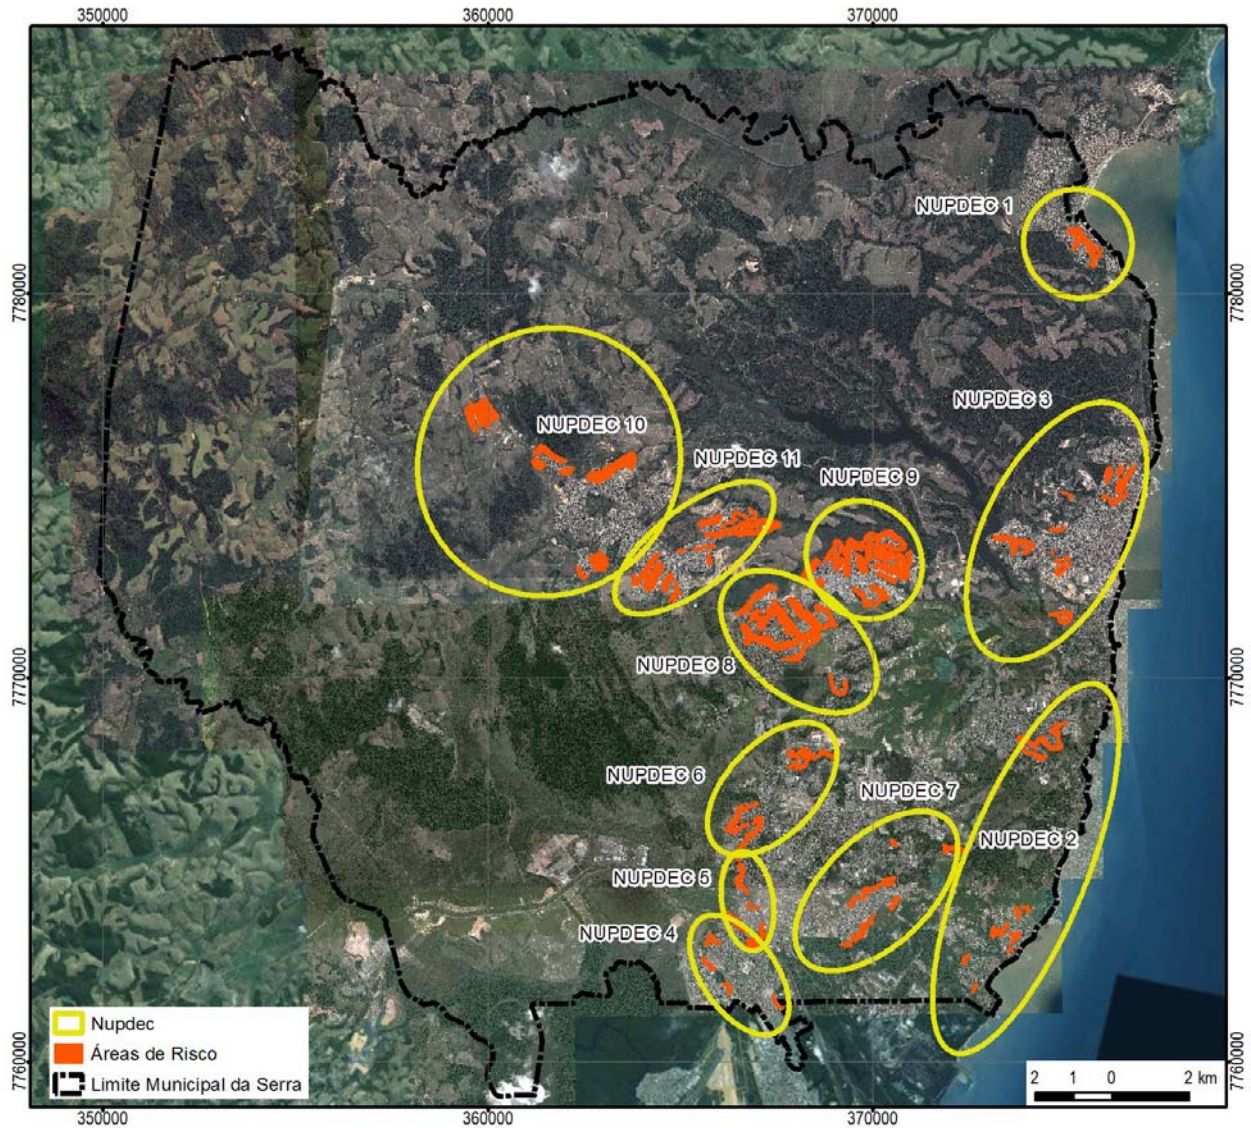 350000
360000
370000
NUPDEC 1
7780000
7780000
NUPDEC 3
NUPDEC 10
NUPDEC 11
NUPDEC 9
NUPDEC 8
7770000
7770000
NUPDEC 6
NUPDEC 7
NUPDEC 2
NUPDEC 5
NUPDEC 4
Nupdec
Áreas de Risco
Limite Municipal da Serra
7760000
7760000
2 1 0 2 km
350000
360000
370000